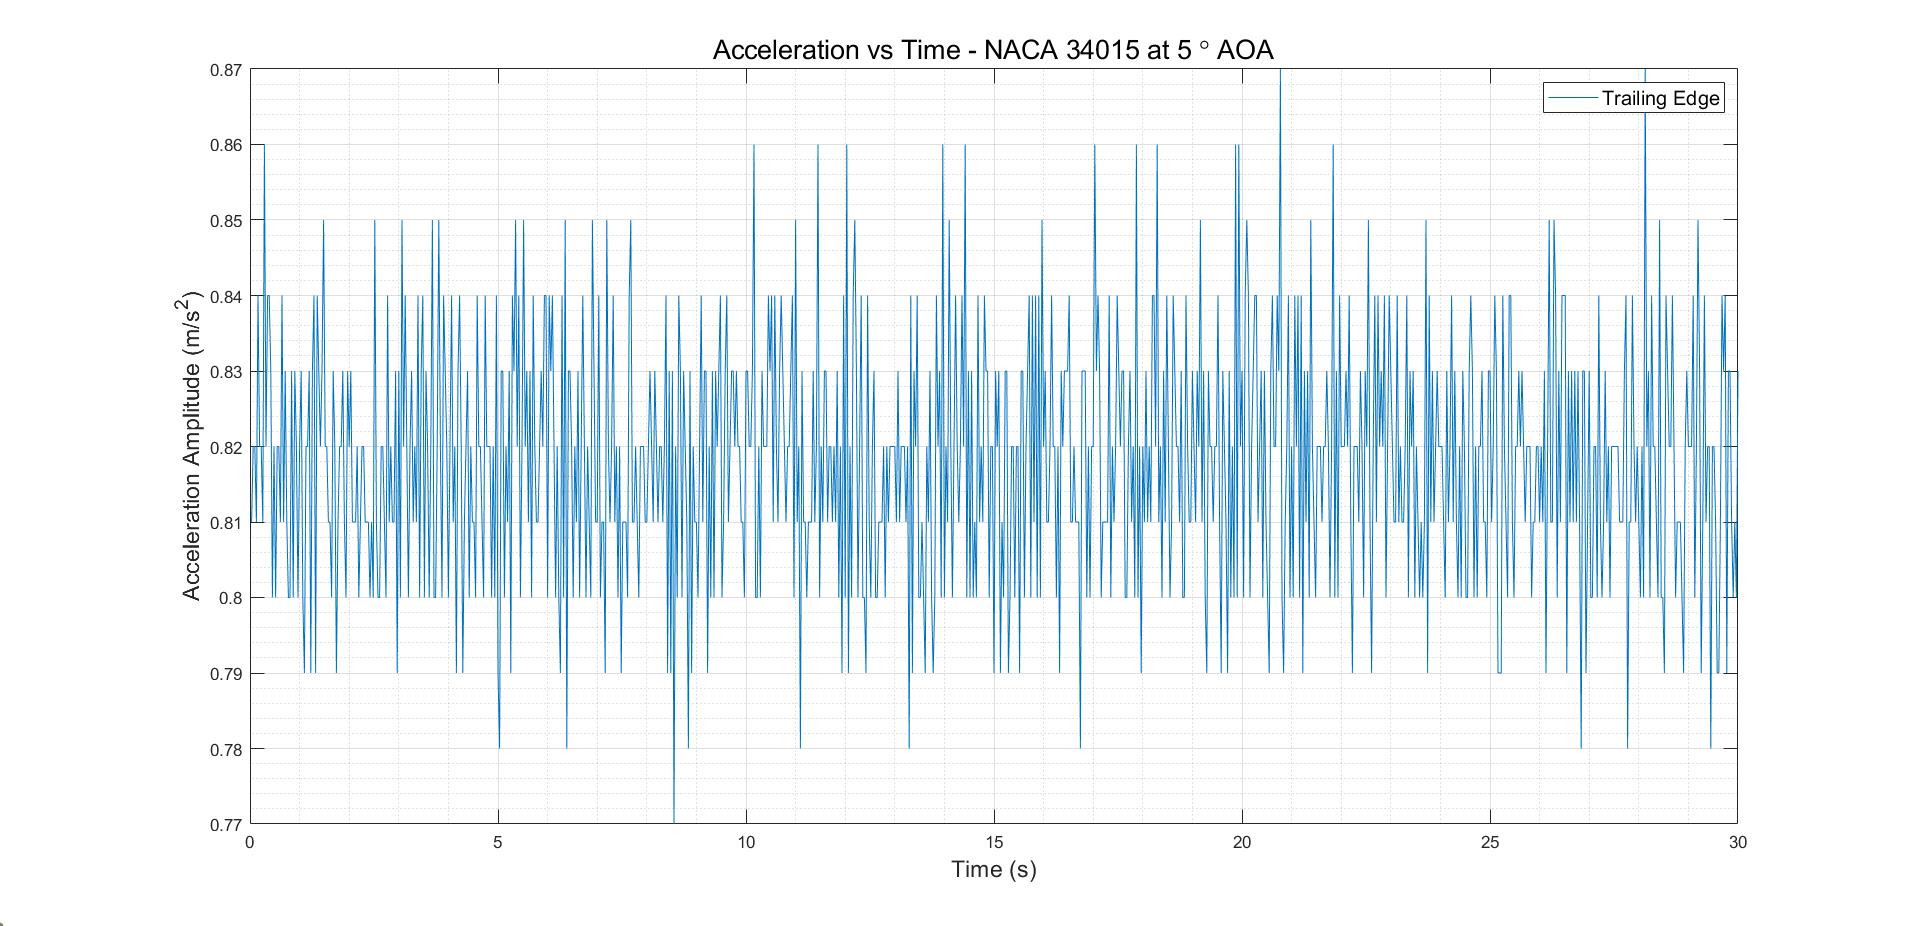 Acceleration vs Time - NACA 34015 at 5 ° AOA
Trailing Edge
0.87
0.86
0.85
0.84
0.83
0.82
0.81
0.8
0.79
0.78
0.77
Acceleration Amplitude (m/s²)
0 5 10 15 20 25 30
Time (s)